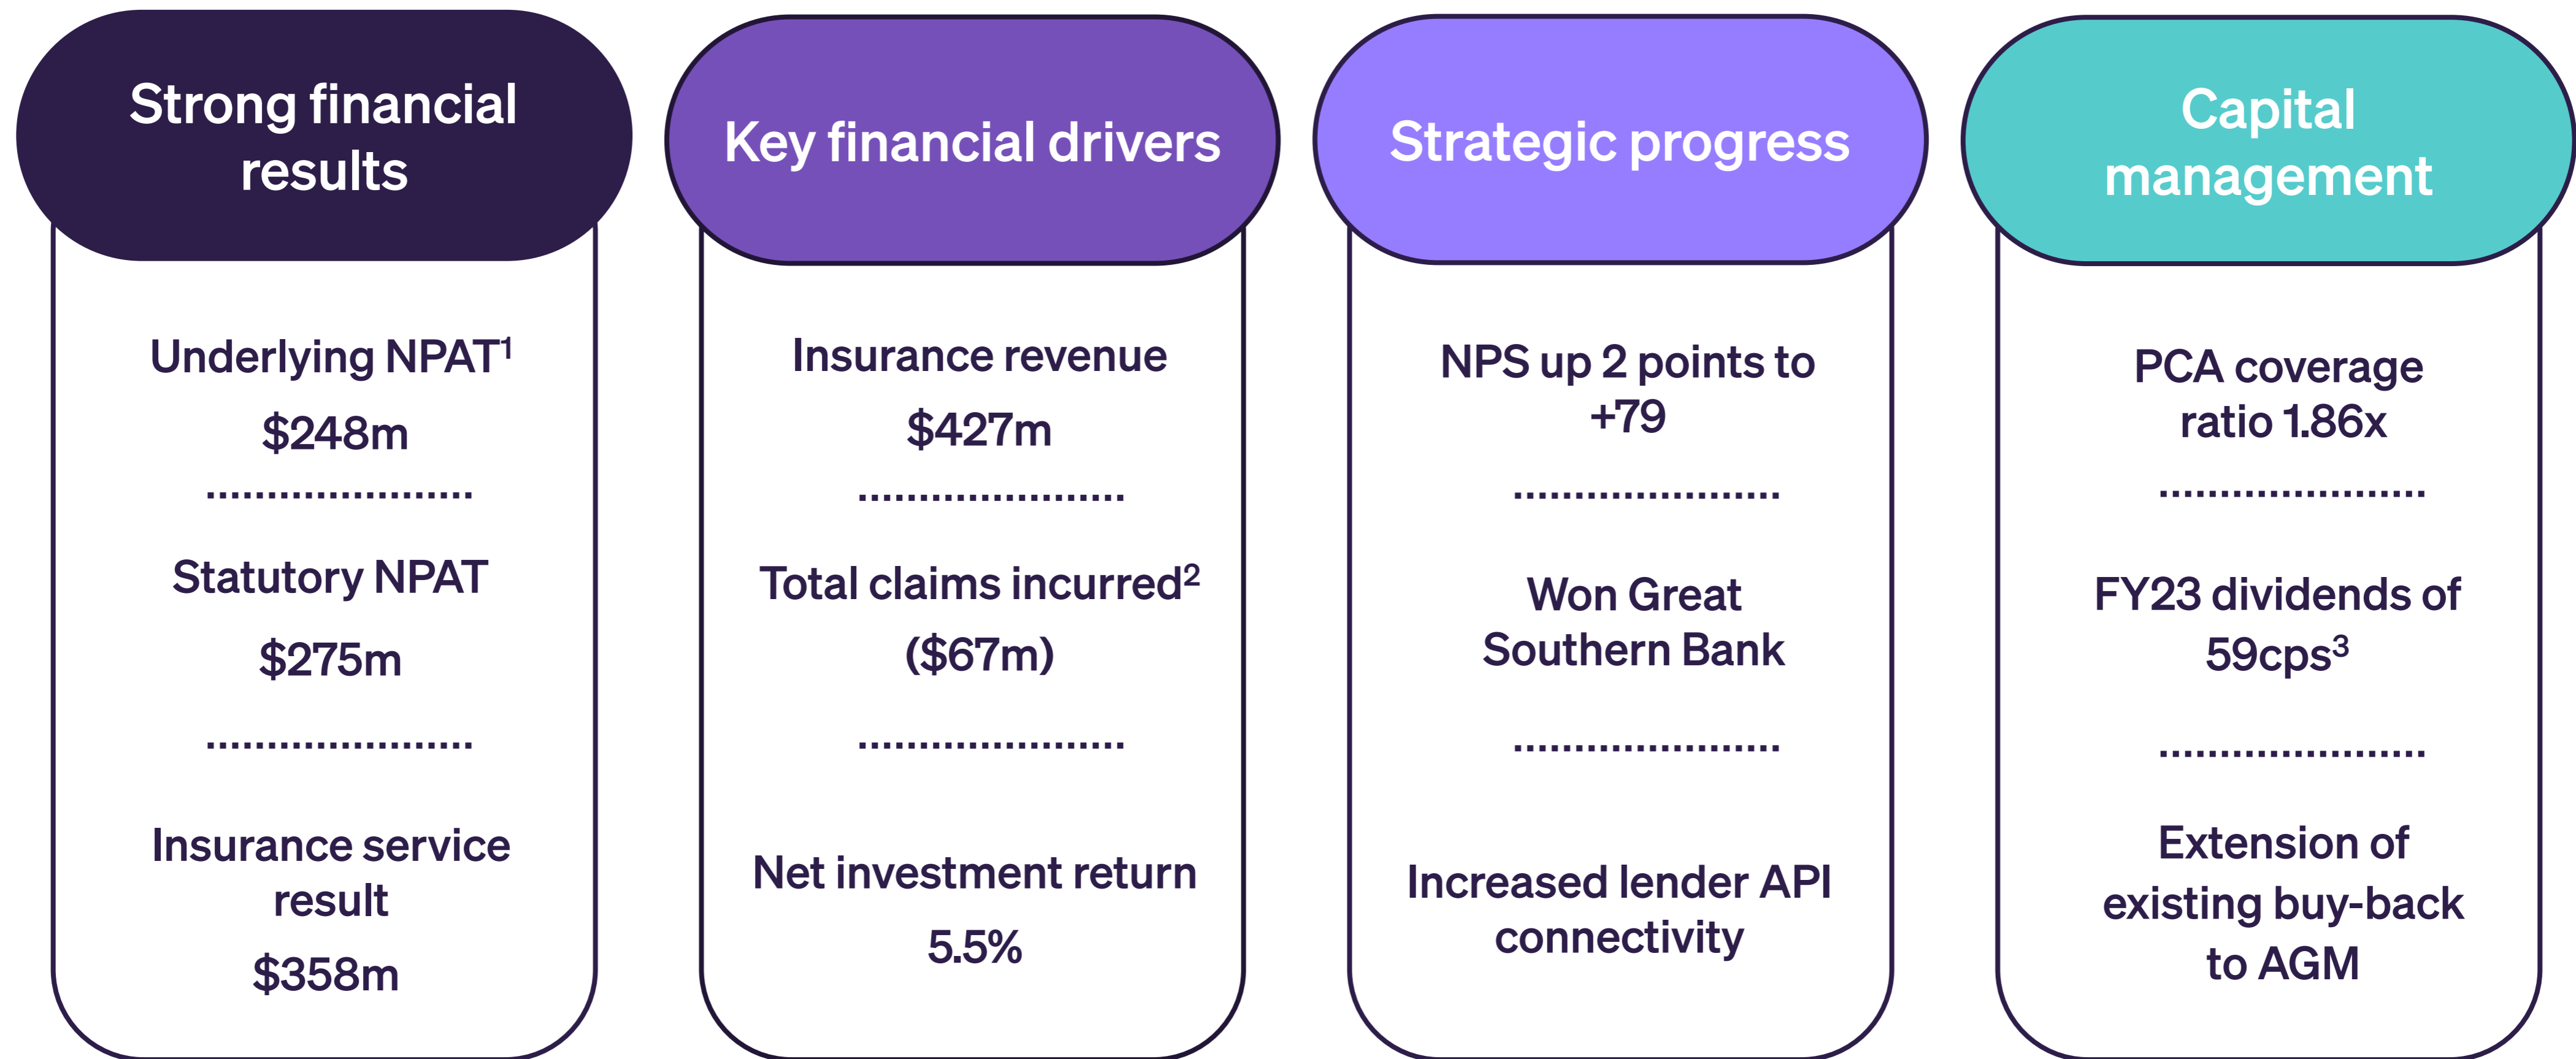 Strong financial
results
Underlying NPAT¹
$248m
......................
Statutory NPAT
$275m
......................
Insurance service
result
$358m
Key financial drivers
Insurance revenue
$427m
......................
Total claims incurred²
($67m)
......................
Net investment return
5.5%
Strategic progress
NPS up 2 points to
+79
......................
Won Great
Southern Bank
......................
Increased lender API
connectivity
Capital
management
PCA coverage
ratio 1.86x
......................
FY23 dividends of
59cps³
......................
Extension of
existing buy-back
to AGM